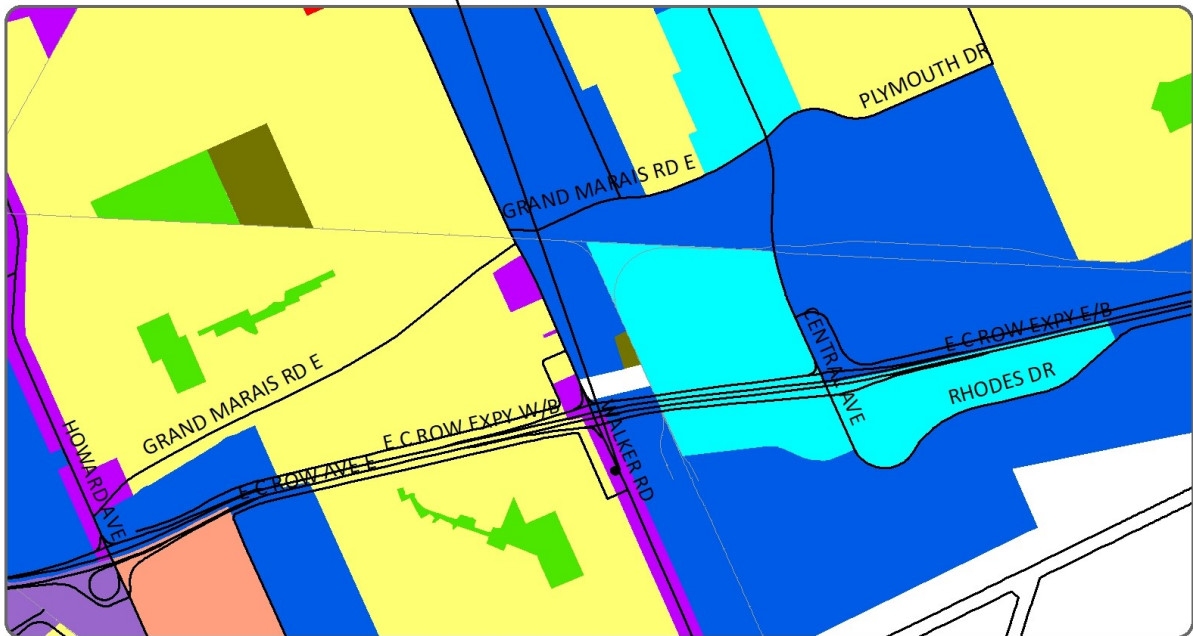 PLYMOUTH DR
GRAND MARAIS RD E
CENTRAL AVE
E C ROW EXPY E/B
RHODES DR
GRAND MARAIS RD E
E C ROW EXPY W/B
WALKER RD
HOWARD AVE
E C ROW AVE E